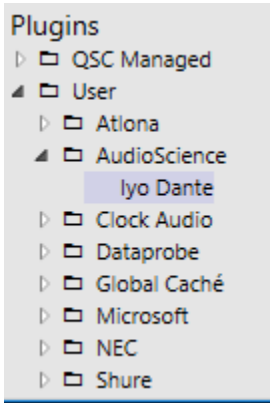 Plugins
QSC Managed
User
Atlona
AudioScience
Iyo Dante
Clock Audio
Dataprobe
Global Caché
Microsoft
NEC
Shure